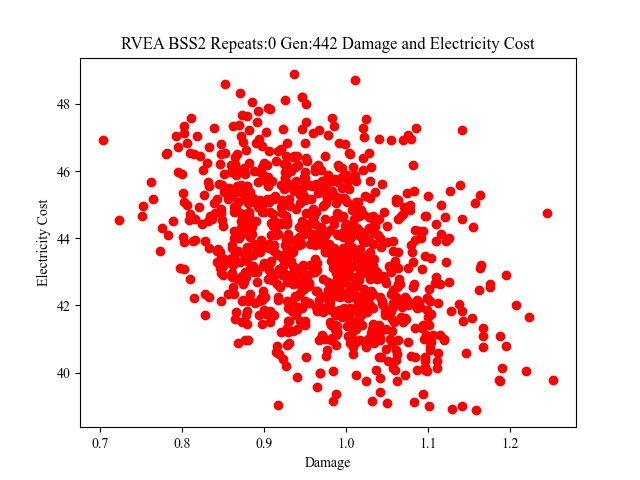 RVEA BSS2 Repeats:0 Gen:442 Damage and Electricity Cost
48
46
44
42
40
Electricity Cost
0.7 0.8 0.9 1.0 1.1 1.2
Damage